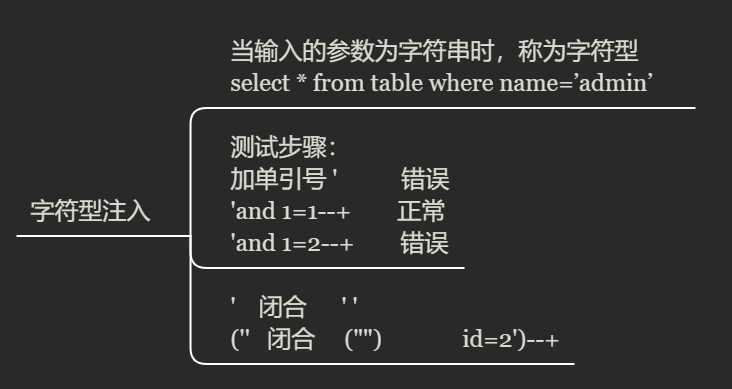 当输入的参数为字符串时，称为字符型
select * from table where name=’admin’
测试步骤：
加单引号 ' 错误
'and 1=1--+ 正常
字符型注入
'and 1=2--+ 错误
' 闭合 ' '
('' 闭合 ("") id=2')--+